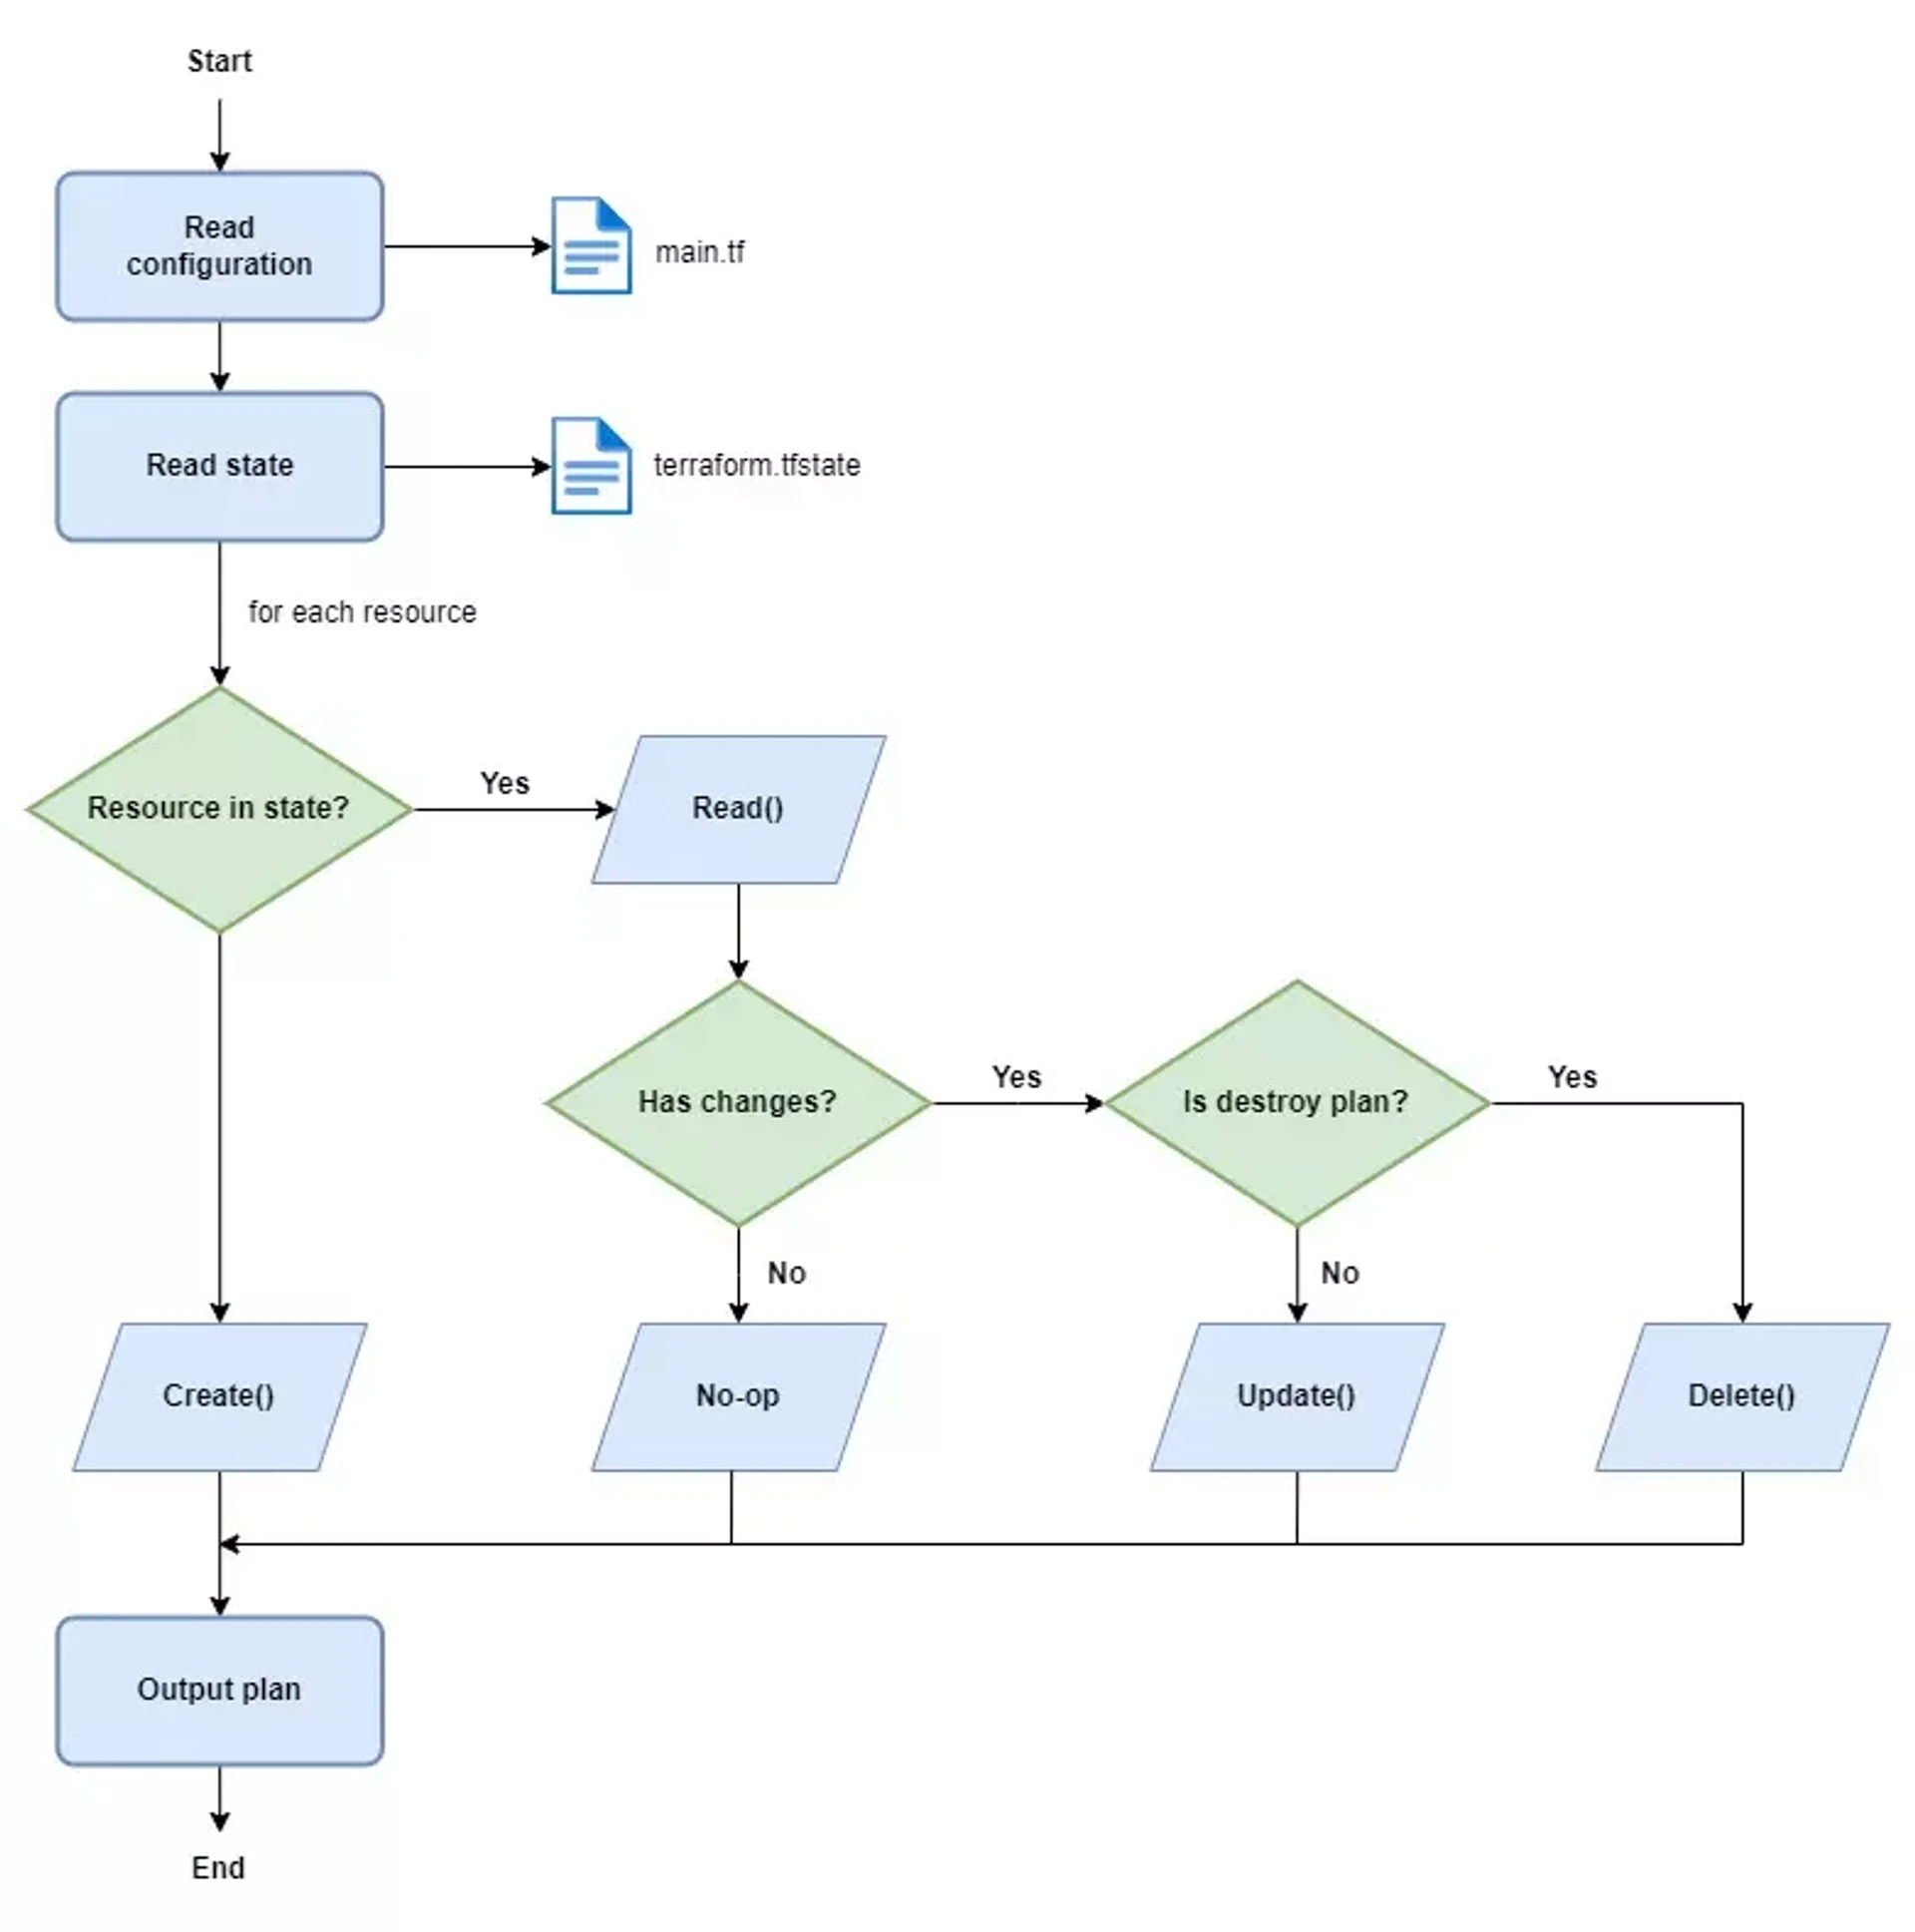 Start
Read
configuration
main.tf
Read state
terraform.tfstate
for each resource
Resource in state?
Yes
Read()
Has changes?
Yes
Is destroy plan?
Yes
No
No
Create()
No-op
Update()
Delete()
Output plan
End